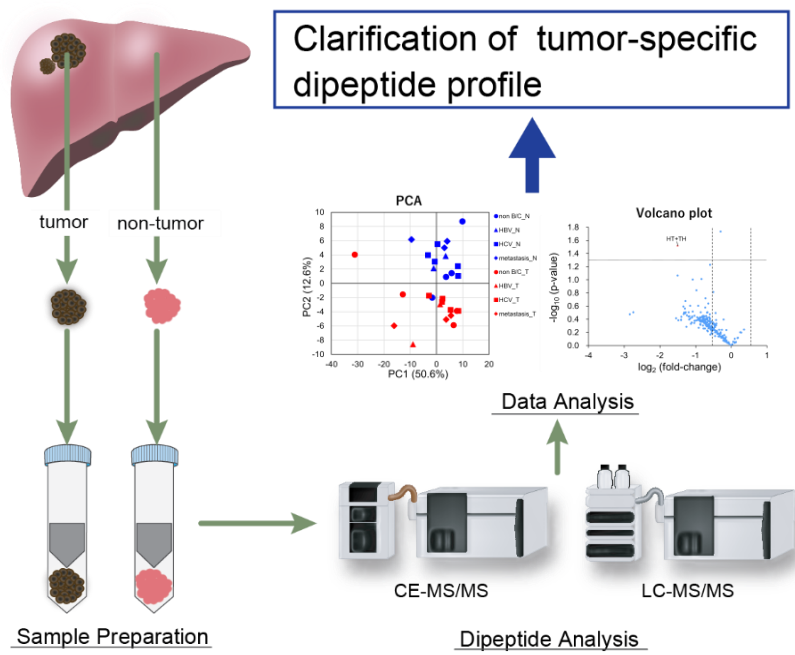 Clarification of tumor-specific
dipeptide profile
tumor
non-tumor
PCA
PC2 (12.6%)
8
6
4
2
0
-2
-4
-6
-8
-10
-40
-30
-20
-10
0
10
20
PC1 (50.6%)
non B/C_N
HBV_N
HCV_N
metastasis_N
non B/C_T
HBV_T
HCV_T
metastasis_T
Volcano plot
-log10 (p-value)
1.8
1.6
1.4
1.2
1.0
0.8
0.6
0.4
0.2
0.0
HT+TH
-4
-3
-2
-1
0
1
log2 (fold-change)
Data Analysis
CE-MS/MS
LC-MS/MS
Sample Preparation
Dipeptide Analysis